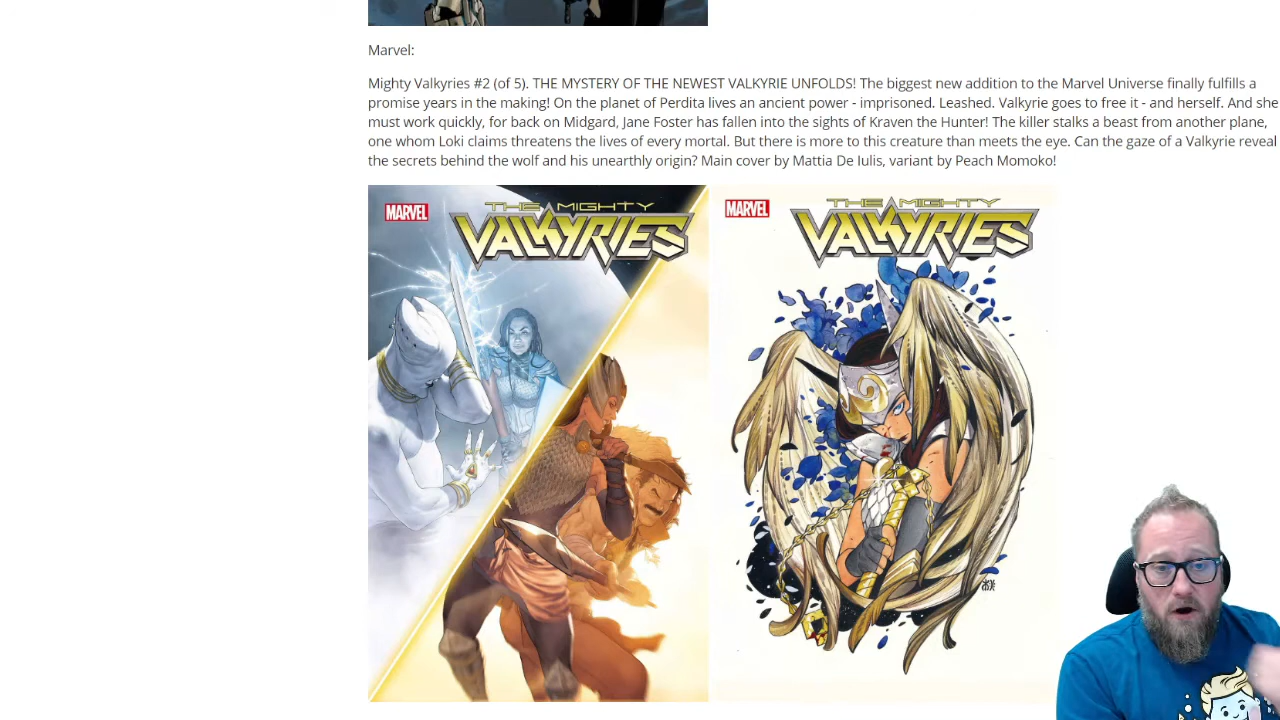 Marvel:
Mighty Valkyries #2 (of 5). THE MYSTERY OF THE NEWEST VALKYRIE UNFOLDS! The biggest new addition to the Marvel Universe finally fulfills a
promise years in the making! On the planet of Perdita lives an ancient power - imprisoned. Leashed. Valkyrie goes to free it - and herself. And she
must work quickly, for back on Midgard, Jane Foster has fallen into the sights of Kraven the Hunter! The killer stalks a beast from another plane,
one whom Loki claims threatens the lives of every mortal. But there is more to this creature than meets the eye. Can the gaze of a Valkyrie reveal
the secrets behind the wolf and his unearthly origin? Main cover by Mattia De Iulis, variant by Peach Momoko!
MARVEL
THE MIGHTY
VALKYRIES
MARVEL
THE MIGHTY
VALKYRIES